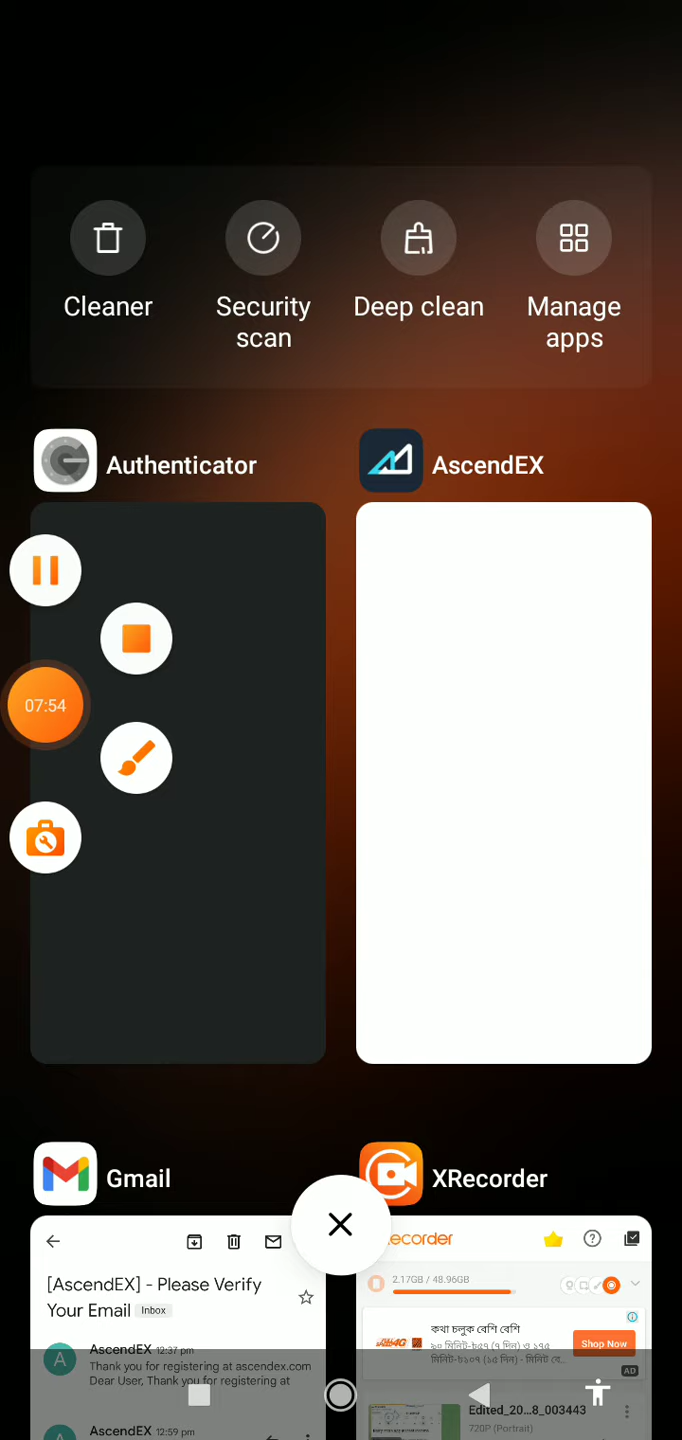 Cleaner
Security scan
Deep clean
Manage apps
Authenticator
AscendEX
07:54
Gmail
XRecorder
[AscendEX] - Please Verify
Your Email Inbox
A
AscendEX 12:37 pm
Thank you for registering at ascendex.com
Dear User, Thank you for registering at
A
AscendEX 12:59 pm
ecorder
2.17GB / 48.96GB
কথা চলুক বেশি বেশি
Shop Now
AD
Edited_20...8_003443
720P (Portrait)